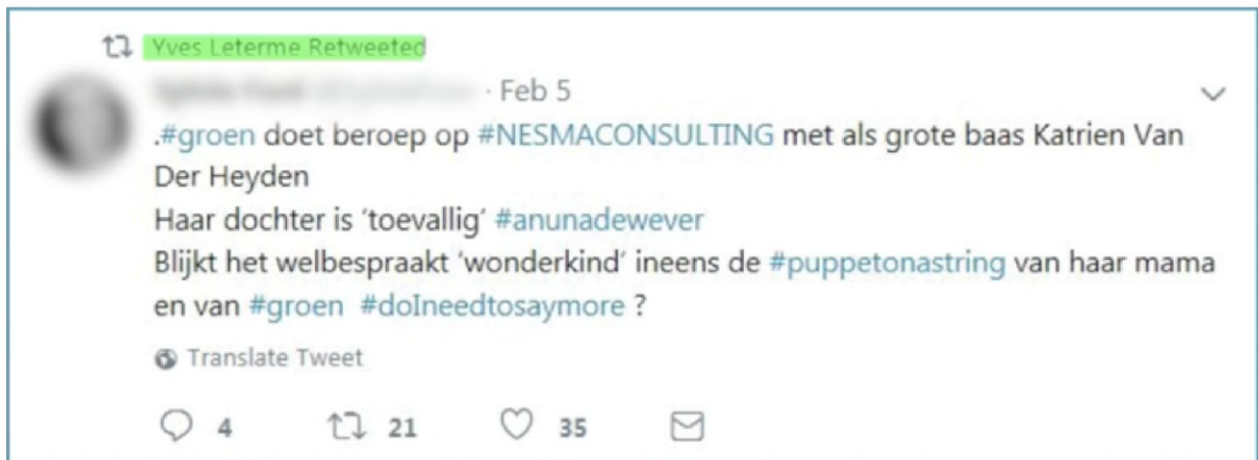 Yves Leterme Retweeted
· Feb 5
.#groen doet beroep op #NESMACONSULTING met als grote baas Katrien Van
Der Heyden
Haar dochter is 'toevallig' #anunadewever
Blijkt het welbespraakt 'wonderkind' ineens de #puppetonastring van haar mama
en van #groen #doIneedtosaymore ?
Translate Tweet
4 21 35